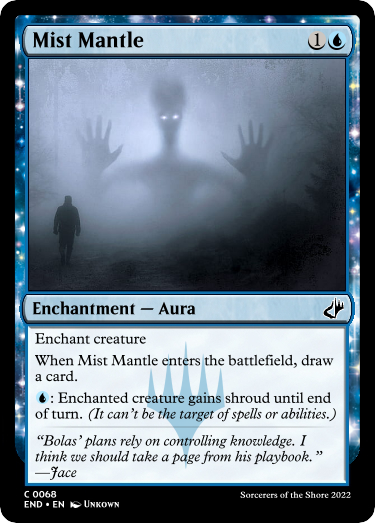 Mist Mantle 1
Enchantment — Aura
Enchant creature
When Mist Mantle enters the battlefield, draw
a card.
: Enchanted creature gains shroud until end
of turn. (It can't be the target of spells or abilities.)
"Bolas' plans rely on controlling knowledge. I
think we should take a page from his playbook."
—Jace
C 0068
END • EN Unkown
Sorcerers of the Shore 2022